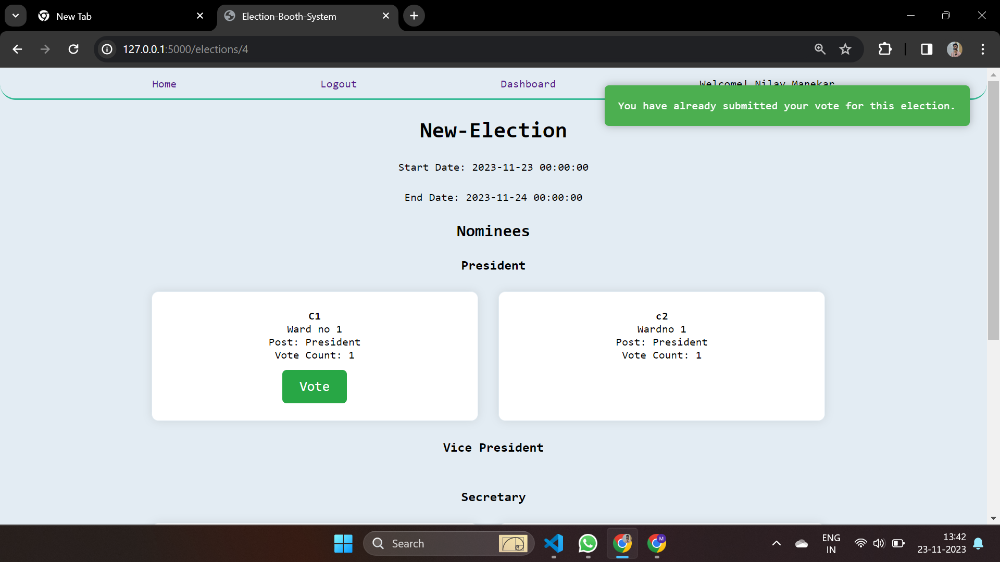 New Tab
Election-Booth-System
127.0.0.1:5000/elections/4
Home Logout Dashboard Welcome! Nilay Manekar
You have already submitted your vote for this election.
New-Election
Start Date: 2023-11-23 00:00:00
End Date: 2023-11-24 00:00:00
Nominees
President
C1
Ward no 1
Post: President
Vote Count: 1
Vote
c2
Wardno 1
Post: President
Vote Count: 1
Vice President
Secretary
Search
M
ENG
IN
13:42
23-11-2023